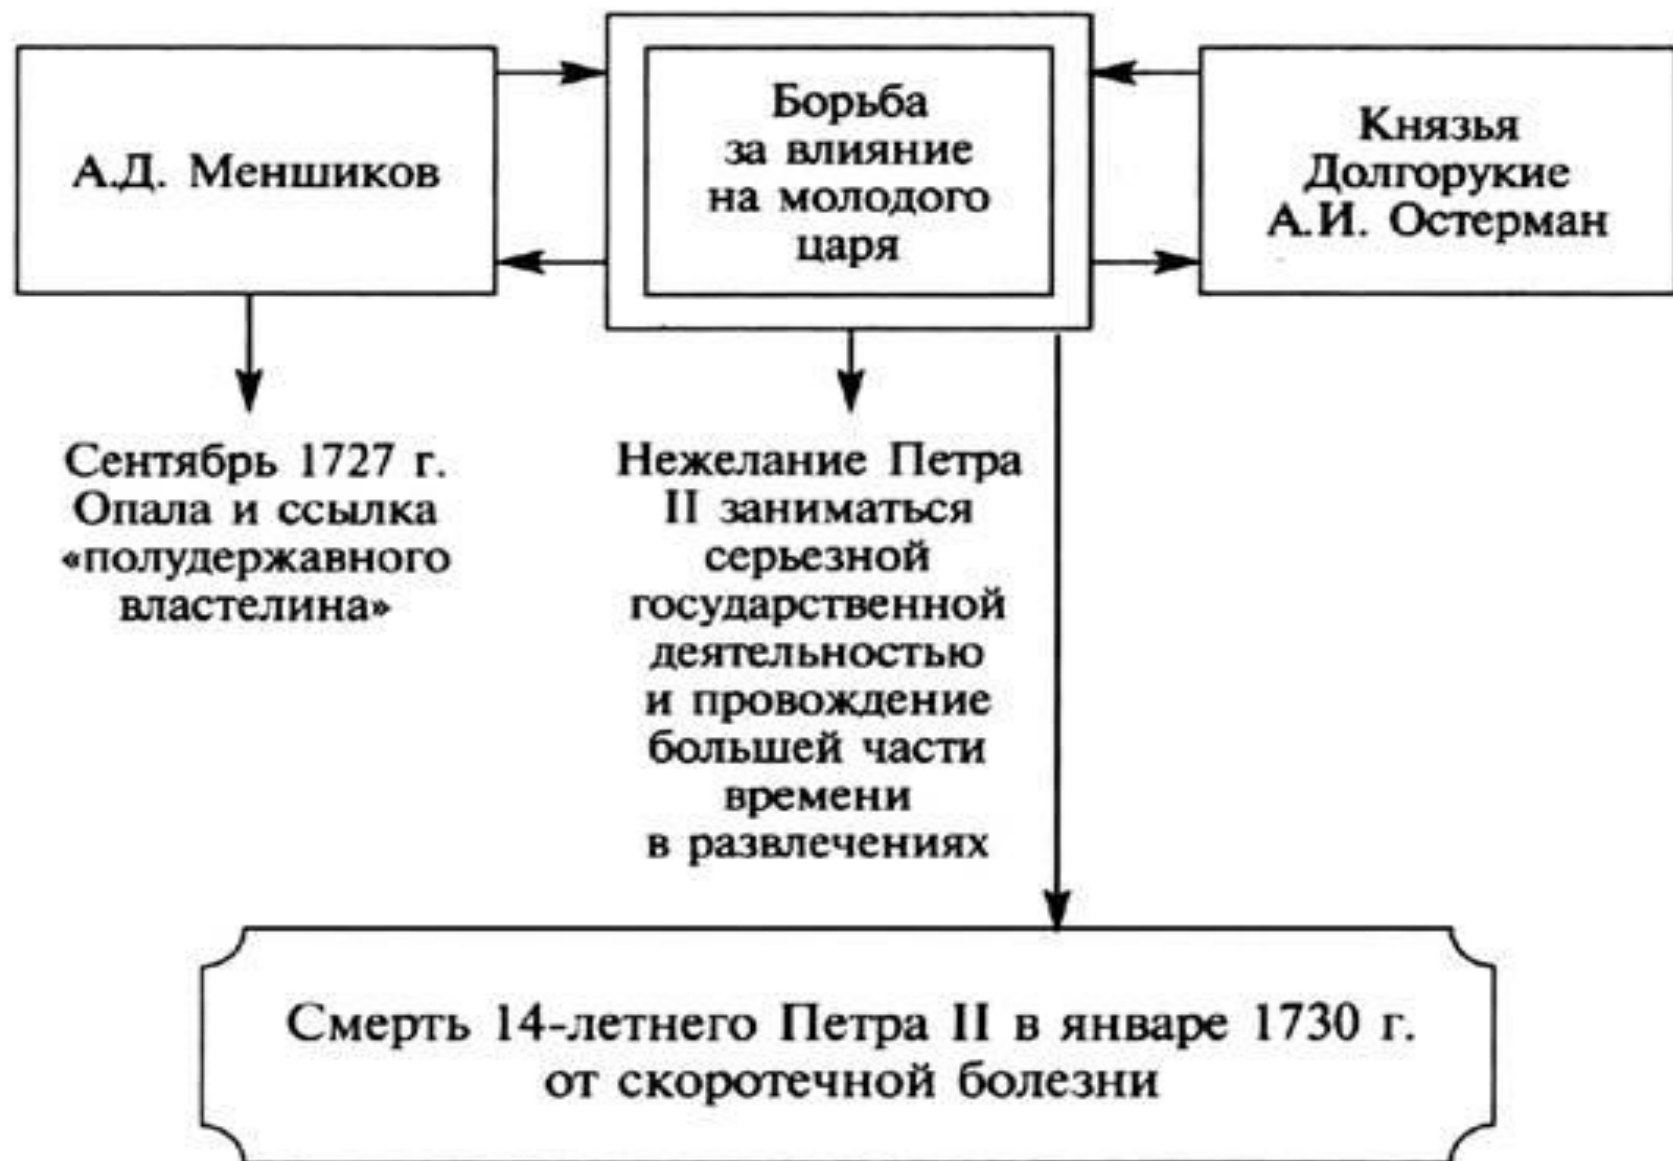 А.Д. Меншиков
Борьба
за влияние
на молодого
царя
Князья
Долгорукие
А.И. Остерман
Сентябрь 1727 г.
Опала и ссылка
«полудержавного
властелина»
Нежелание Петра
II заниматься
серьезной
государственной
деятельностью
и провождение
большей части
времени
в развлечениях
Смерть 14-летнего Петра II в январе 1730 г.
от скоротечной болезни